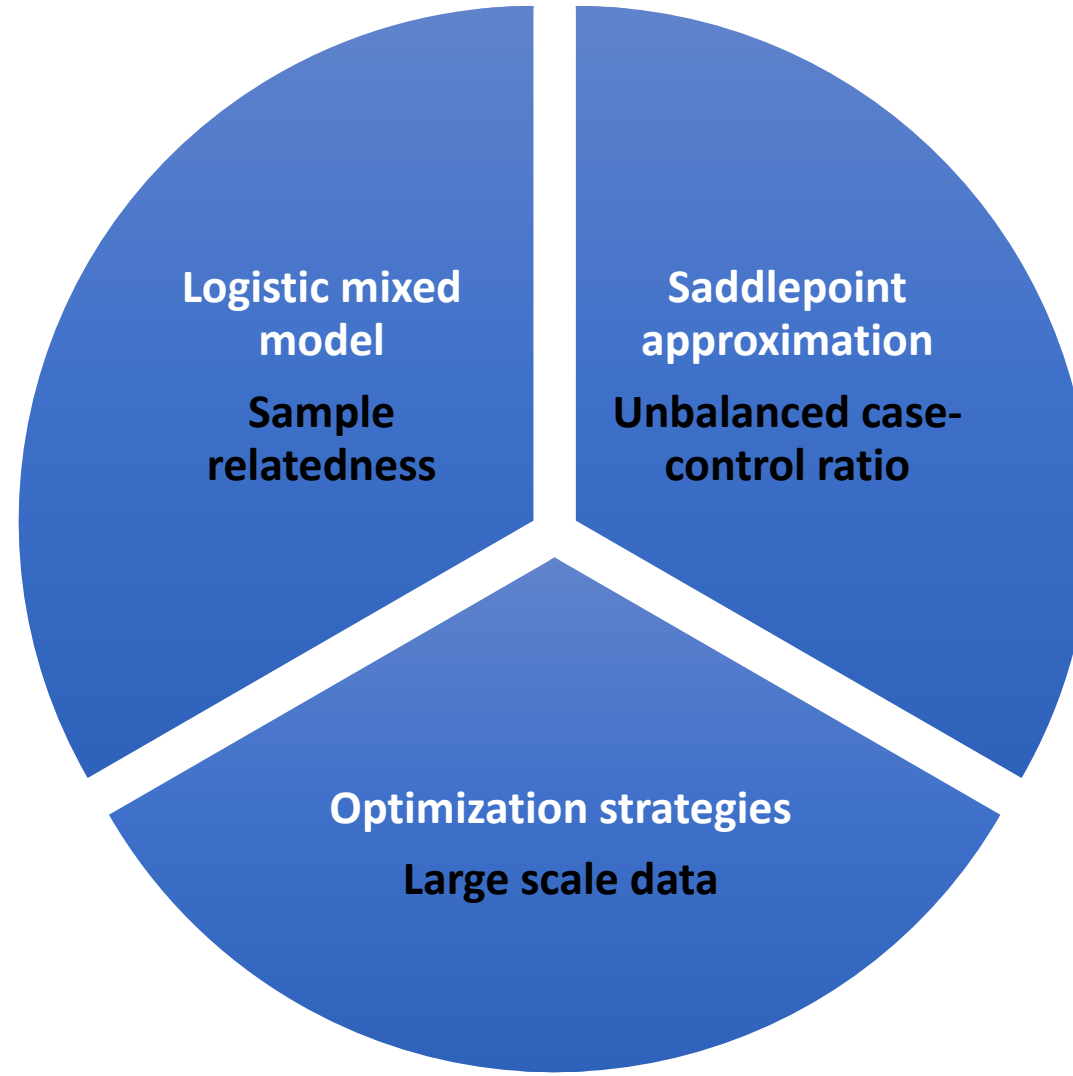 Logistic mixed
model
Sample
relatedness
Saddlepoint
approximation
Unbalanced case-
control ratio
Optimization strategies
Large scale data